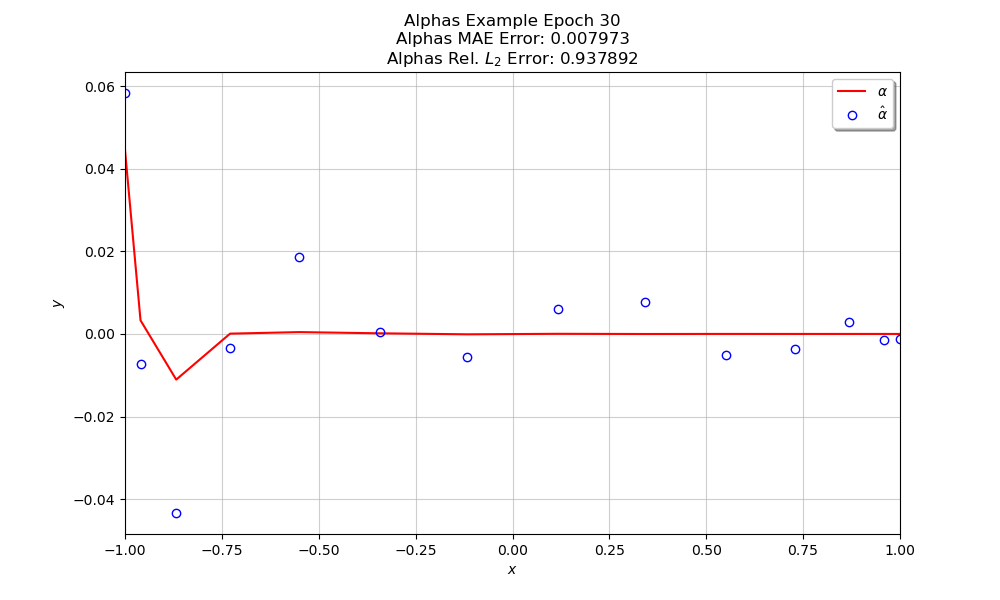 Alphas Example Epoch 30
Alphas MAE Error: 0.007973
Alphas Rel. $L_2$ Error: 0.937892
α
α̂
0.06
0.04
0.02
0.00
−0.02
−0.04
y
−1.00 −0.75 −0.50 −0.25 0.00 0.25 0.50 0.75 1.00
x